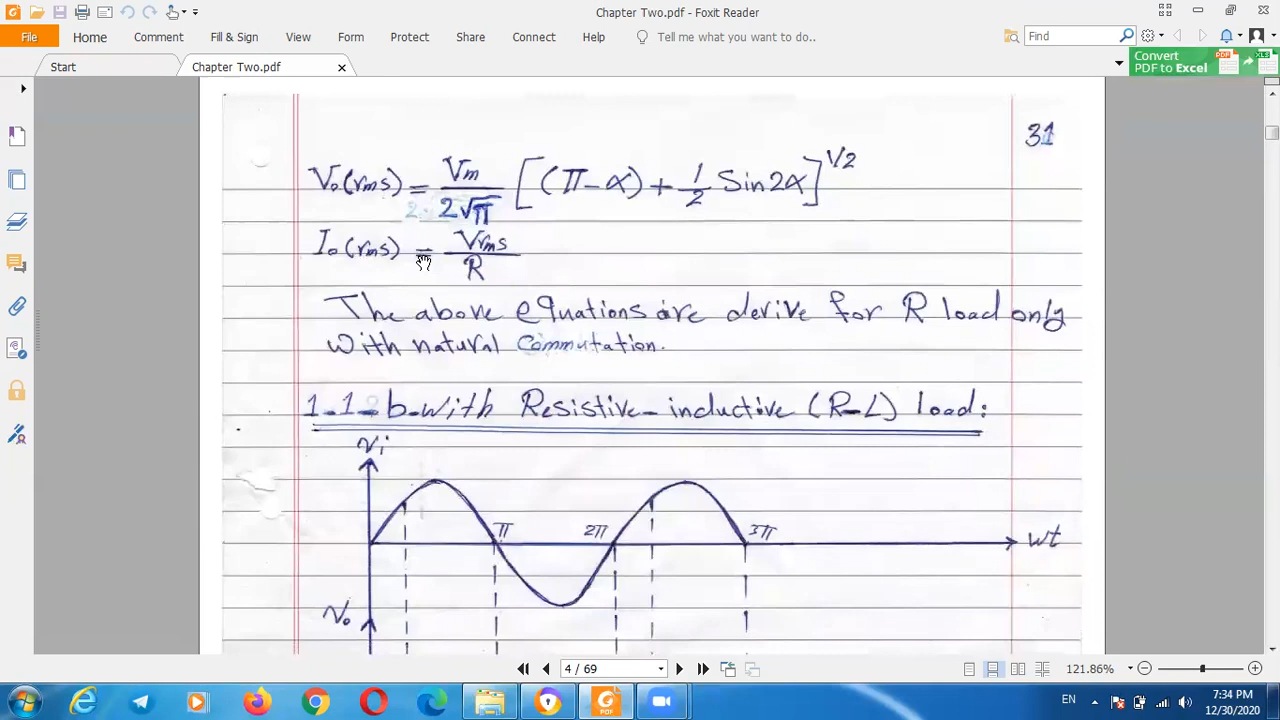 Chapter Two.pdf - Foxit Reader
File Home Comment Fill & Sign View Form Protect Share Connect Help Tell me what you want to do.. Find
Start Chapter Two.pdf
Convert
PDF to Excel
31
Vo(rms) = Vm / 2√π [(π-α) + 1/2 Sin2α]^1/2
Io(rms) = Vrms / R
The above equations are derive for R load only
With natural Commutation.
1-1-b-with Resistive-inductive (R-L) load:
Vi
π 2π 3π
wt
Vo
4 / 69 121.86%
EN 7:34 PM
12/30/2020